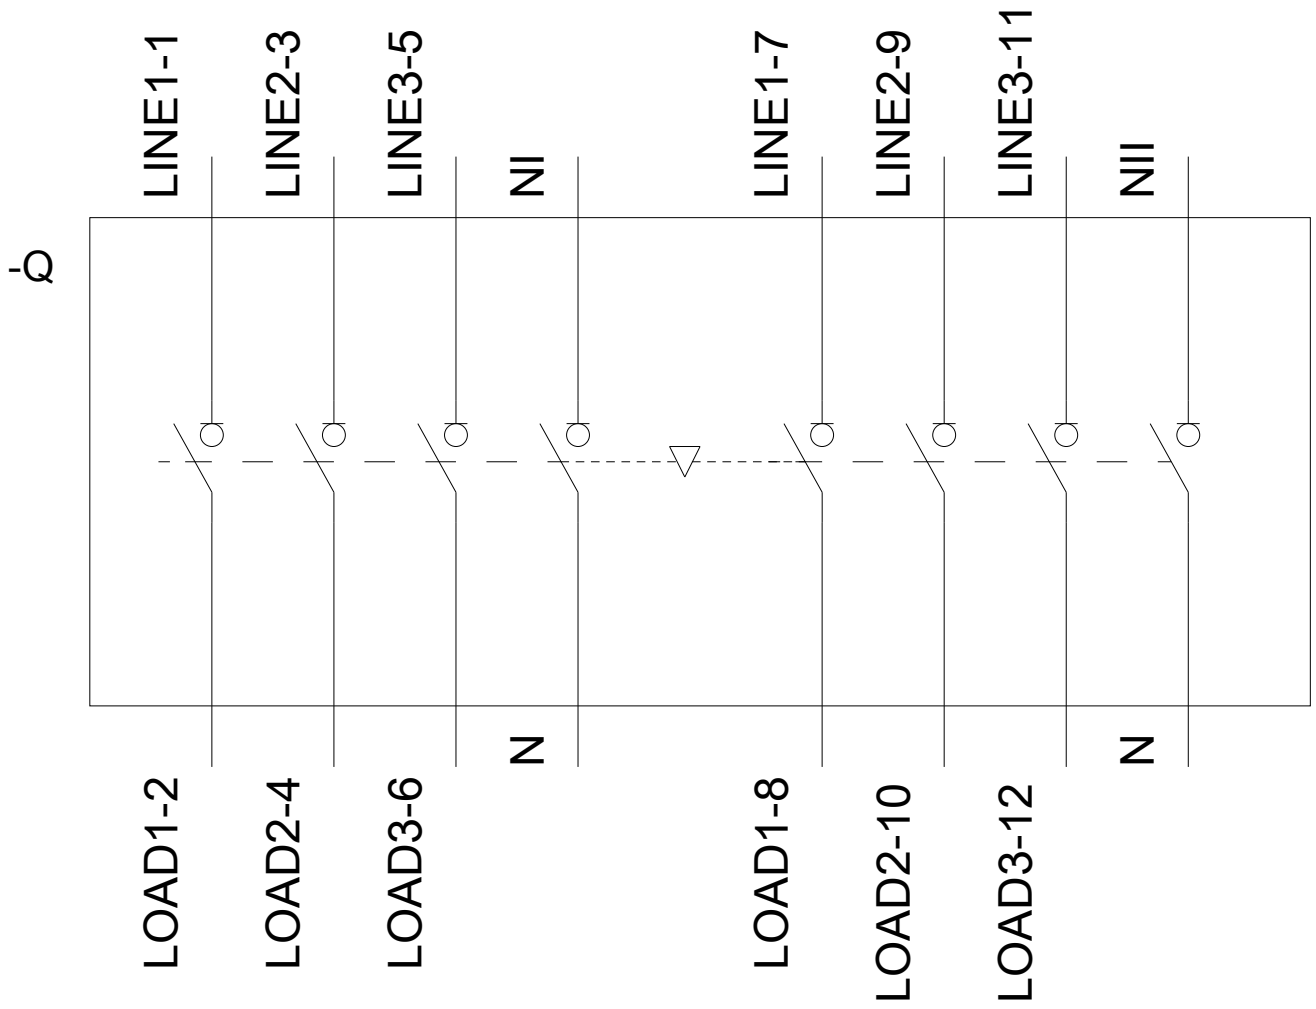 LINE1-1
LINE2-3
LINE3-5
NI
LINE1-7
LINE2-9
LINE3-11
NII
-Q
LOAD1-2
LOAD2-4
LOAD3-6
N
LOAD1-8
LOAD2-10
LOAD3-12
N